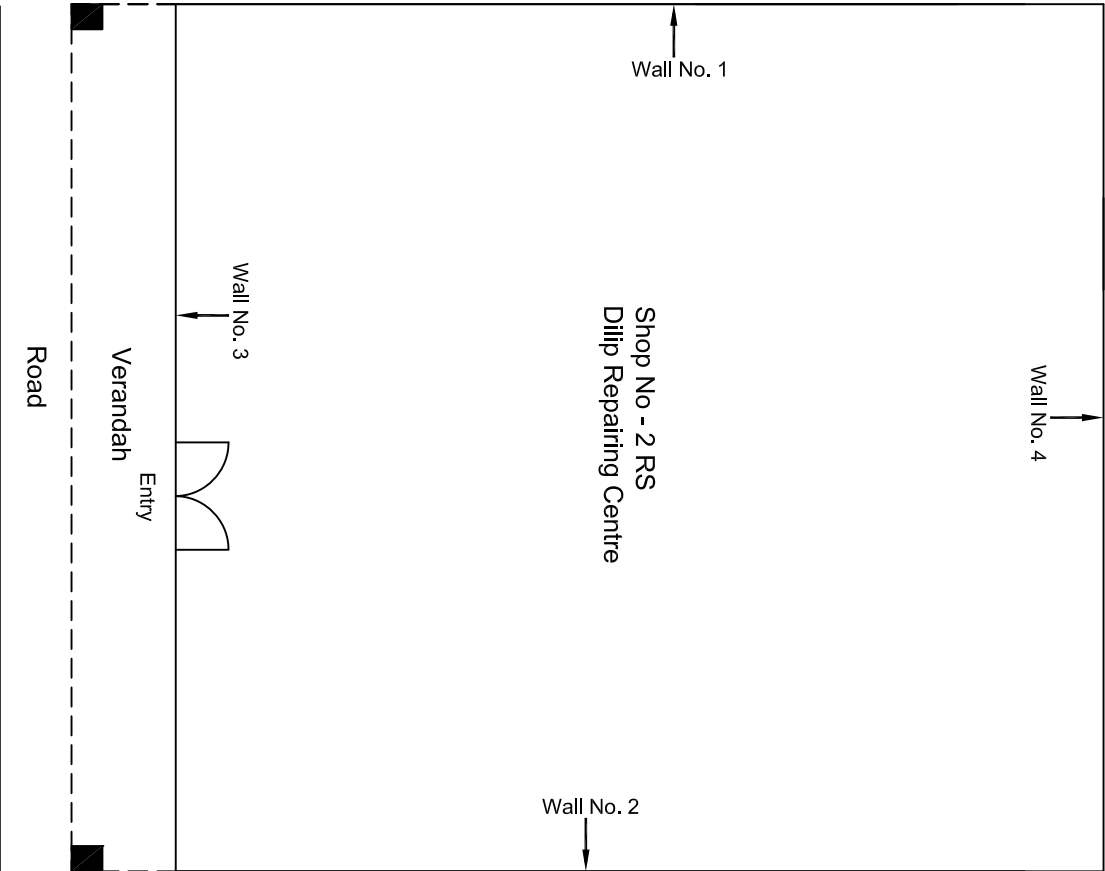 Wall No. 1
Wall No. 3
Wall No. 4
Shop No - 2 RS
Dilip Repairing Centre
Road
Verandah
Entry
Wall No. 2